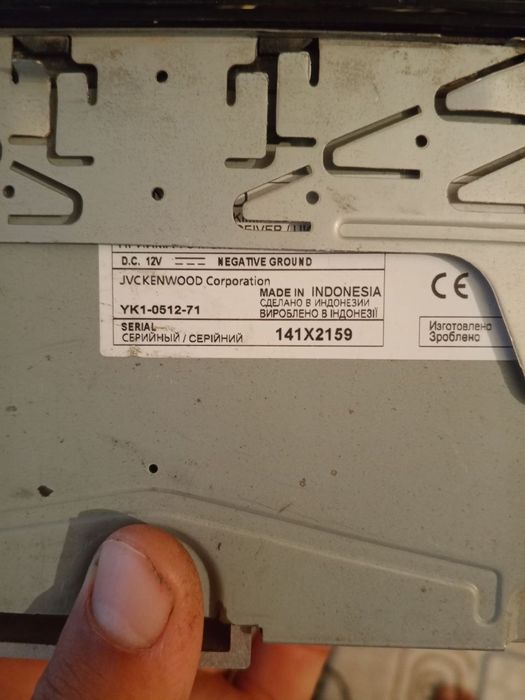 D.C. 12V NEGATIVE GROUND
JVCKENWOOD Corporation
MADE IN INDONESIA
СДЕЛАНО В ИНДОНЕЗИИ
YK1-0512-71
ВИРОБЛЕНО В ІНДОНЕЗІЇ
CE
SERIAL
СЕРИЙНЫЙ / СЕРІЙНИЙ
141X2159
Изготовлено
Зроблено